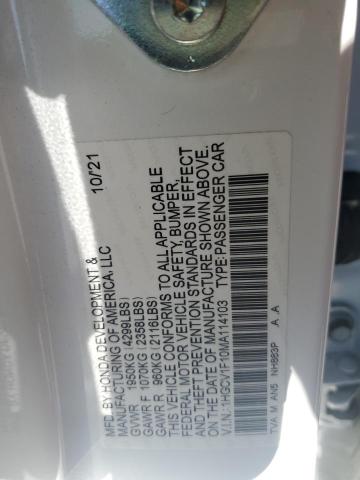 MFD. BY HONDA DEVELOPMENT & 10/21
MANUFACTURING OF AMERICA, LLC
GVWR 1950KG (4299LBS)
GAWR F 1070KG (2358LBS)
GAWR R 960KG (2116LBS)
THIS VEHICLE CONFORMS TO ALL APPLICABLE
FEDERAL MOTOR VEHICLE SAFETY, BUMPER,
AND THEFT PREVENTION STANDARDS IN EFFECT
ON THE DATE OF MANUFACTURE SHOWN ABOVE.
V.I.N.: 1HGCV1F10MA114103 TYPE: PASSENGER CAR
TVA M AN5 NH883P A A